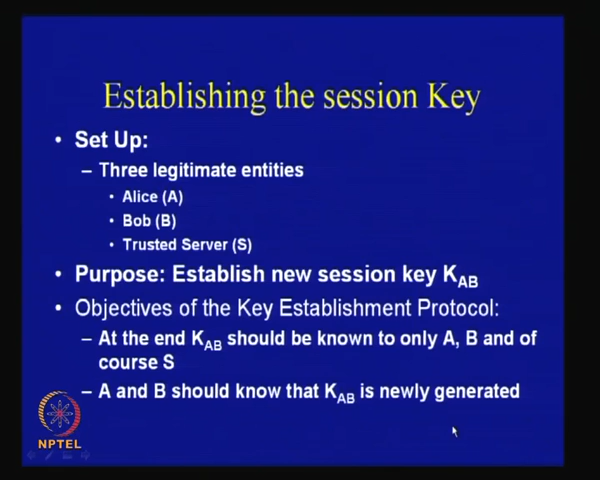 Establishing the session Key
• Set Up:
– Three legitimate entities
• Alice (A)
• Bob (B)
• Trusted Server (S)
• Purpose: Establish new session key KAB
• Objectives of the Key Establishment Protocol:
– At the end KAB should be known to only A, B and of
course S
– A and B should know that KAB is newly generated
NPTEL